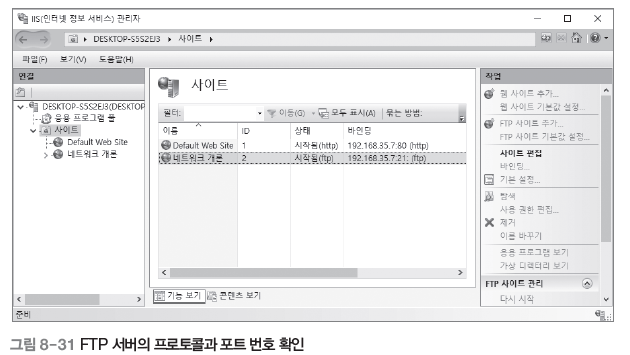 IIS(인터넷 정보 서비스) 관리자
DESKTOP-S5S2EJ3 ▸ 사이트 ▸
파일(F) 보기(V) 도움말(H)
연결
DESKTOP-S5S2EJ3(DESKTOP
응용 프로그램 풀
사이트
Default Web Site
네트워크 개론
사이트
필터: 이동(G) 모두 표시(A) 묶는 방법:
이름 ID 상태 바인딩
Default Web Site 1 시작됨(http) 192.168.35.7:80 (http)
네트워크 개론 2 시작됨(ftp) 192.168.35.7:21: (ftp)
기능 보기 콘텐츠 보기
작업
웹 사이트 추가...
웹 사이트 기본값 설정...
FTP 사이트 추가...
FTP 사이트 기본값 설정...
사이트 편집
바인딩...
기본 설정...
탐색
사용 권한 편집...
제거
이름 바꾸기
응용 프로그램 보기
가상 디렉터리 보기
FTP 사이트 관리
다시 시작
준비
그림 8-31 FTP 서버의 프로토콜과 포트 번호 확인